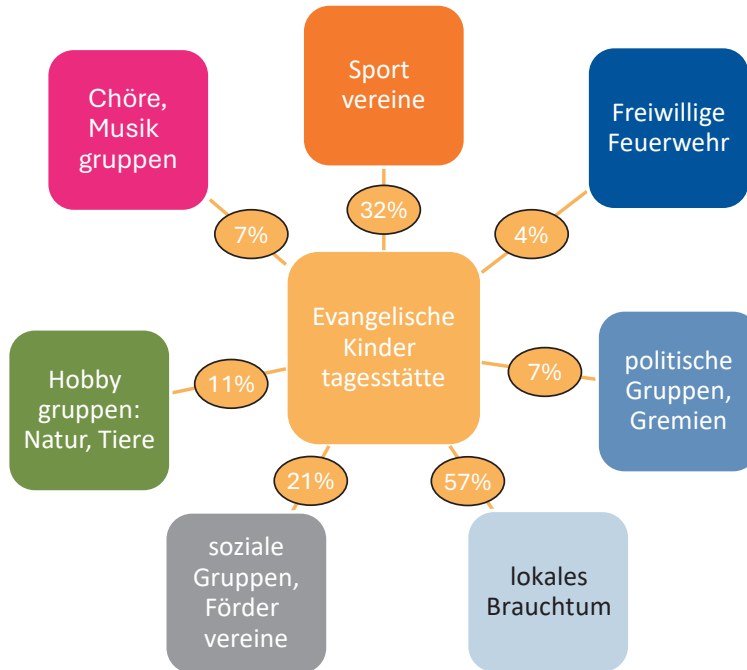 Sport
vereine
Chöre,
Musik
gruppen
Freiwillige
Feuerwehr
32%
7%
4%
Evangelische
Kinder
tagesstätte
Hobby
gruppen:
Natur, Tiere
11%
7%
politische
Gruppen,
Gremien
21%
57%
soziale
Gruppen,
Förder
vereine
lokales
Brauchtum